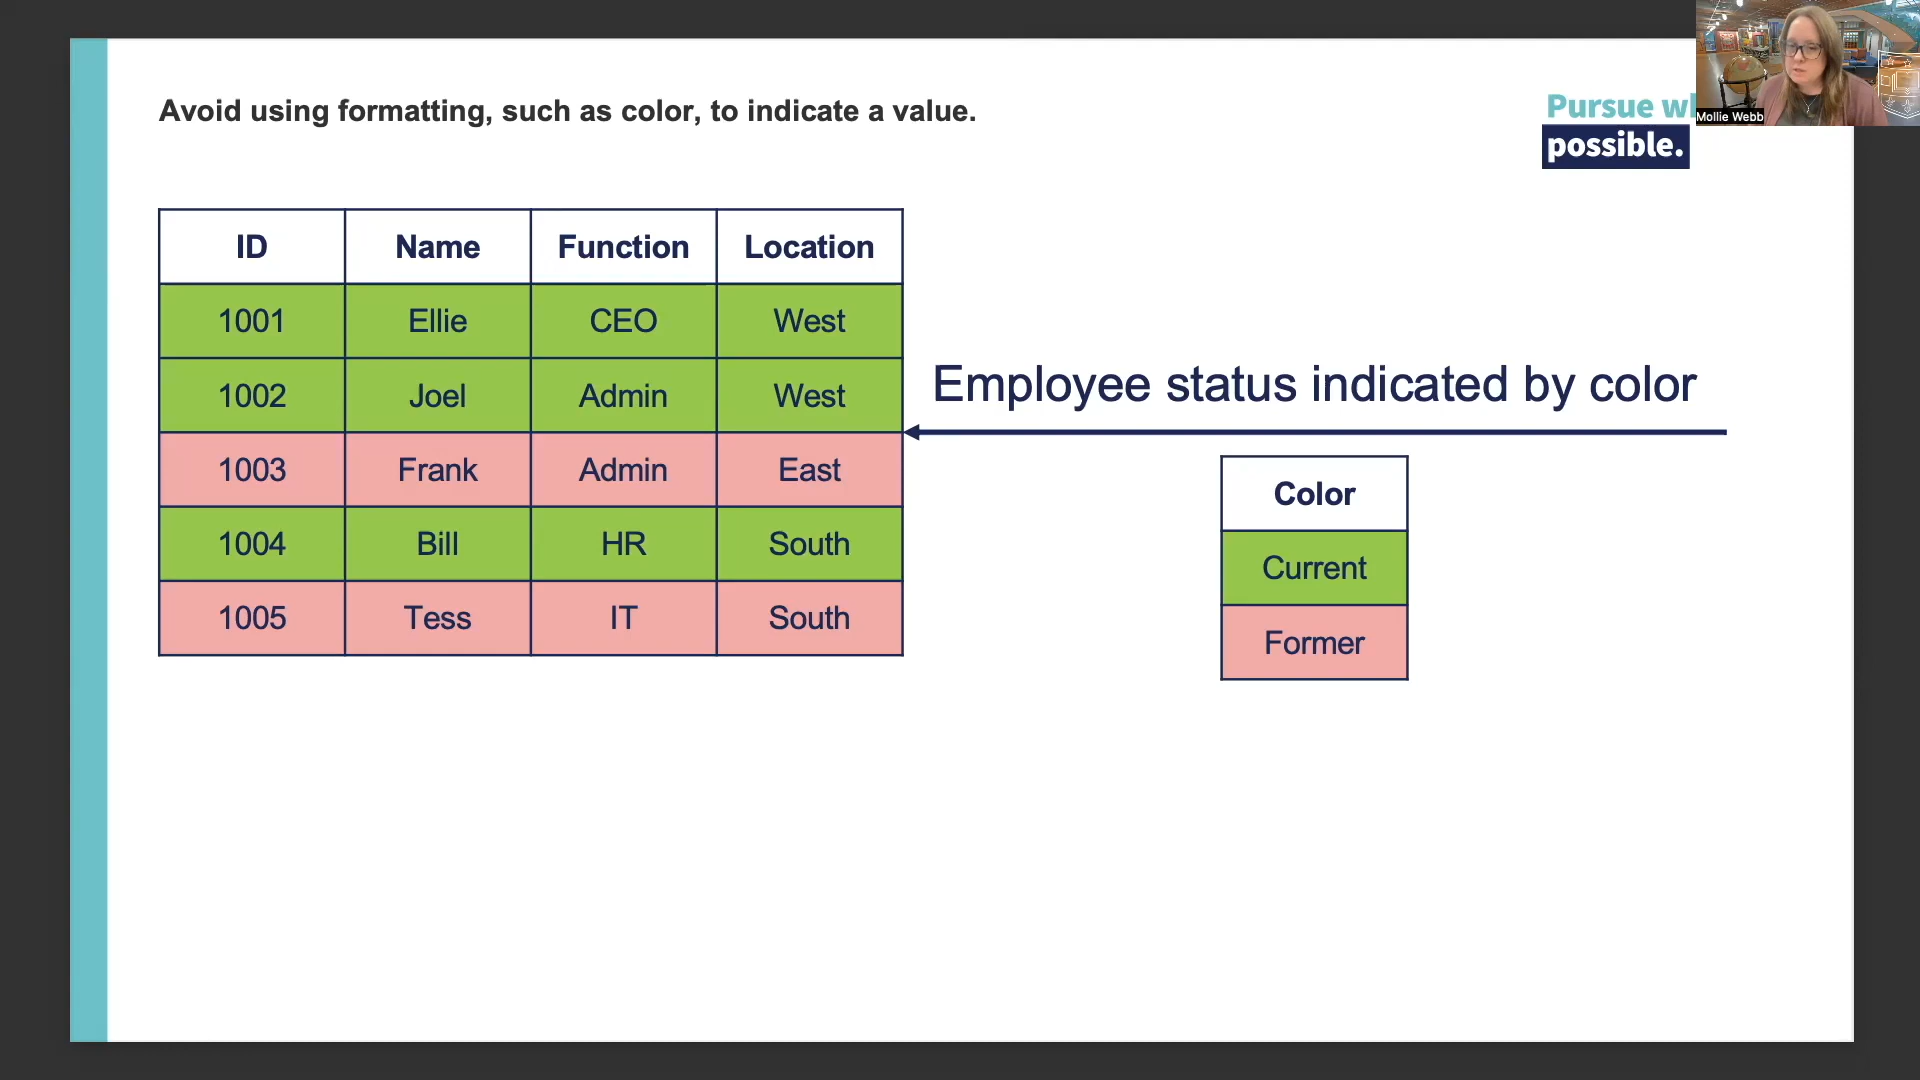 Avoid using formatting, such as color, to indicate a value.
Pursue wh
possible.
Mollie Webb
ID Name Function Location
1001 Ellie CEO West
1002 Joel Admin West
1003 Frank Admin East
1004 Bill HR South
1005 Tess IT South
Employee status indicated by color
Color
Current
Former